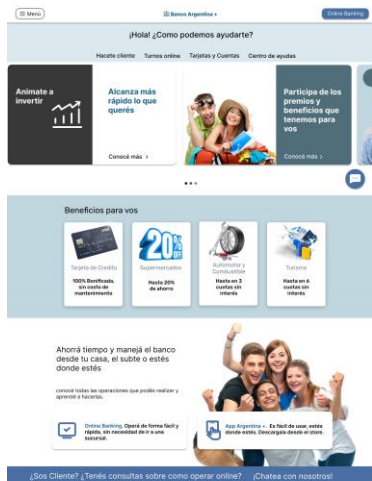 Menú
Banco Argentina +
Online Banking
¡Hola! ¿Como podemos ayudarte?
Hacete cliente Turnos online Tarjetas y Cuentas Centro de ayudas
Animate a
invertir
Alcanza más
rápido lo que
querés
Conocé más >
Participa de los
premios y
beneficios que
tenemos para
vos
Conocé más >
Beneficios para vos
Tarjeta de Credito
100% Bonificada,
sin costo de
mantenimiento
20% OFF
Supermercados
Hasta 20%
de ahorro
Automotor y
Combustible
Hasta en 3
cuotas sin
interés
Turismo
Hasta en 6
cuotas sin
interés
Ahorrá tiempo y manejá el banco
desde tu casa, el subte o estés
donde estés
conocé todas las operaciones que podés realizar y
aprendé a hacerlas.
Online Banking. Operá de forma fácil y
rápida, sin necesidad de ir a una
sucursal.
App Argentina +. Es fácil de usar, estés
donde estés. Descargala desde el store.
¿Sos Cliente? ¿Tenés consultas sobre como operar online? ¡Chatea con nosotros!